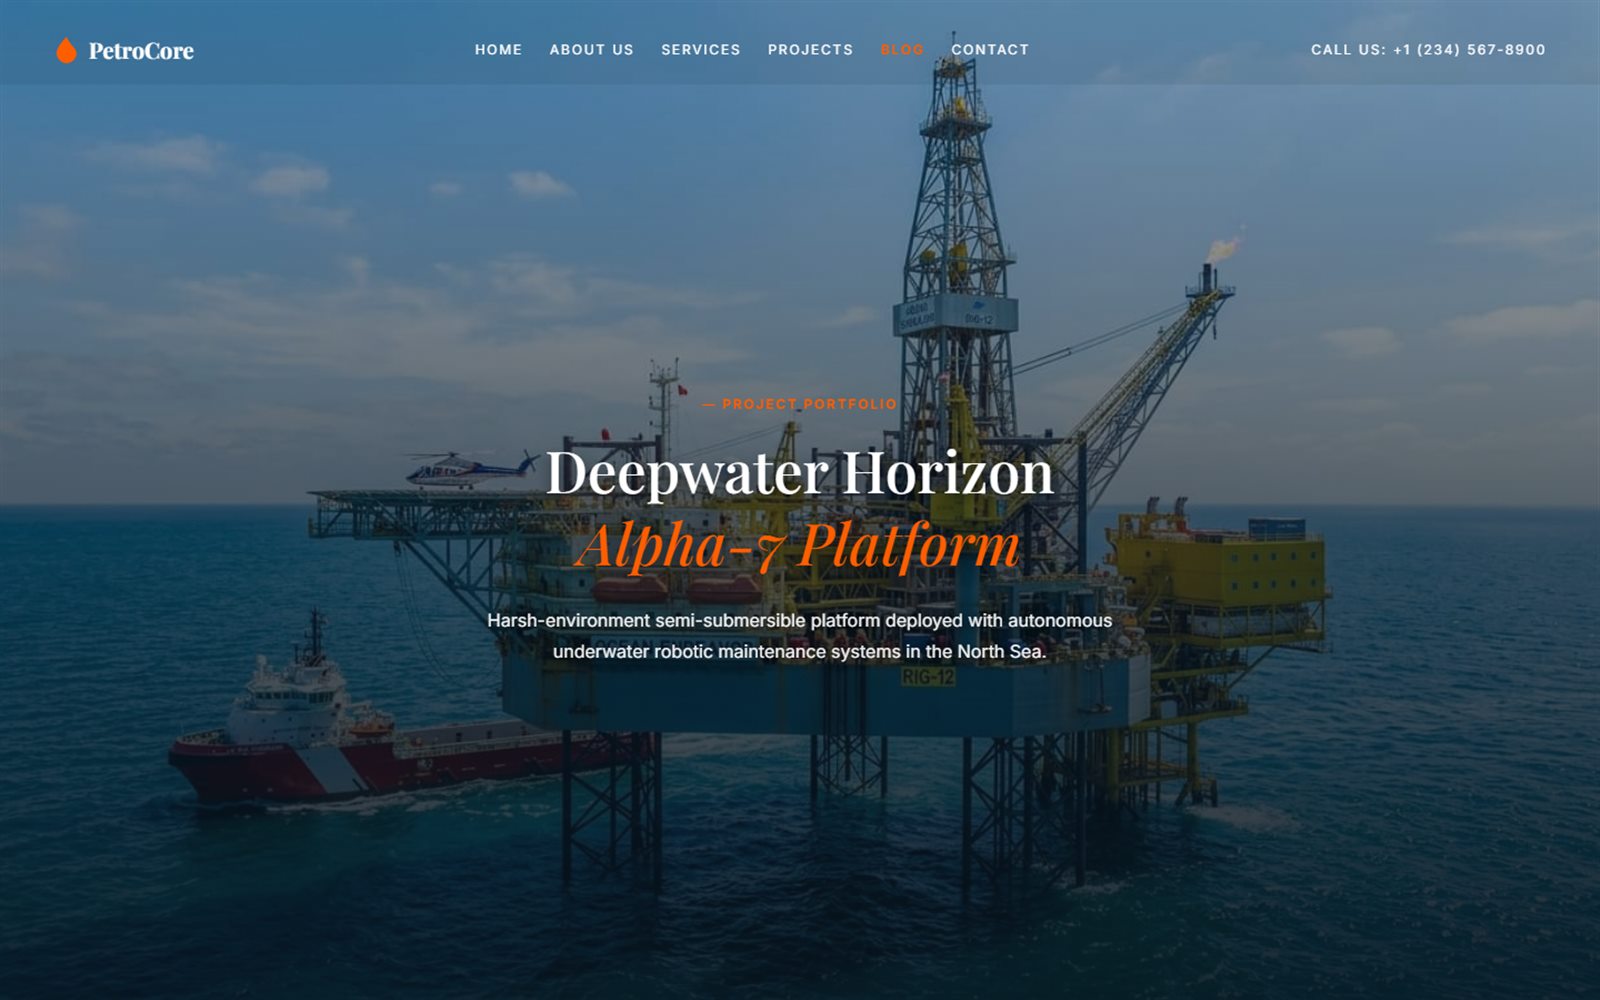 PetroCore
HOME ABOUT US SERVICES PROJECTS BLOG CONTACT
CALL US: +1 (234) 567-8900
RIG-12
— PROJECT PORTFOLIO
Deepwater Horizon
Alpha-7 Platform
Harsh-environment semi-submersible platform deployed with autonomous
underwater robotic maintenance systems in the North Sea.
RIG-12